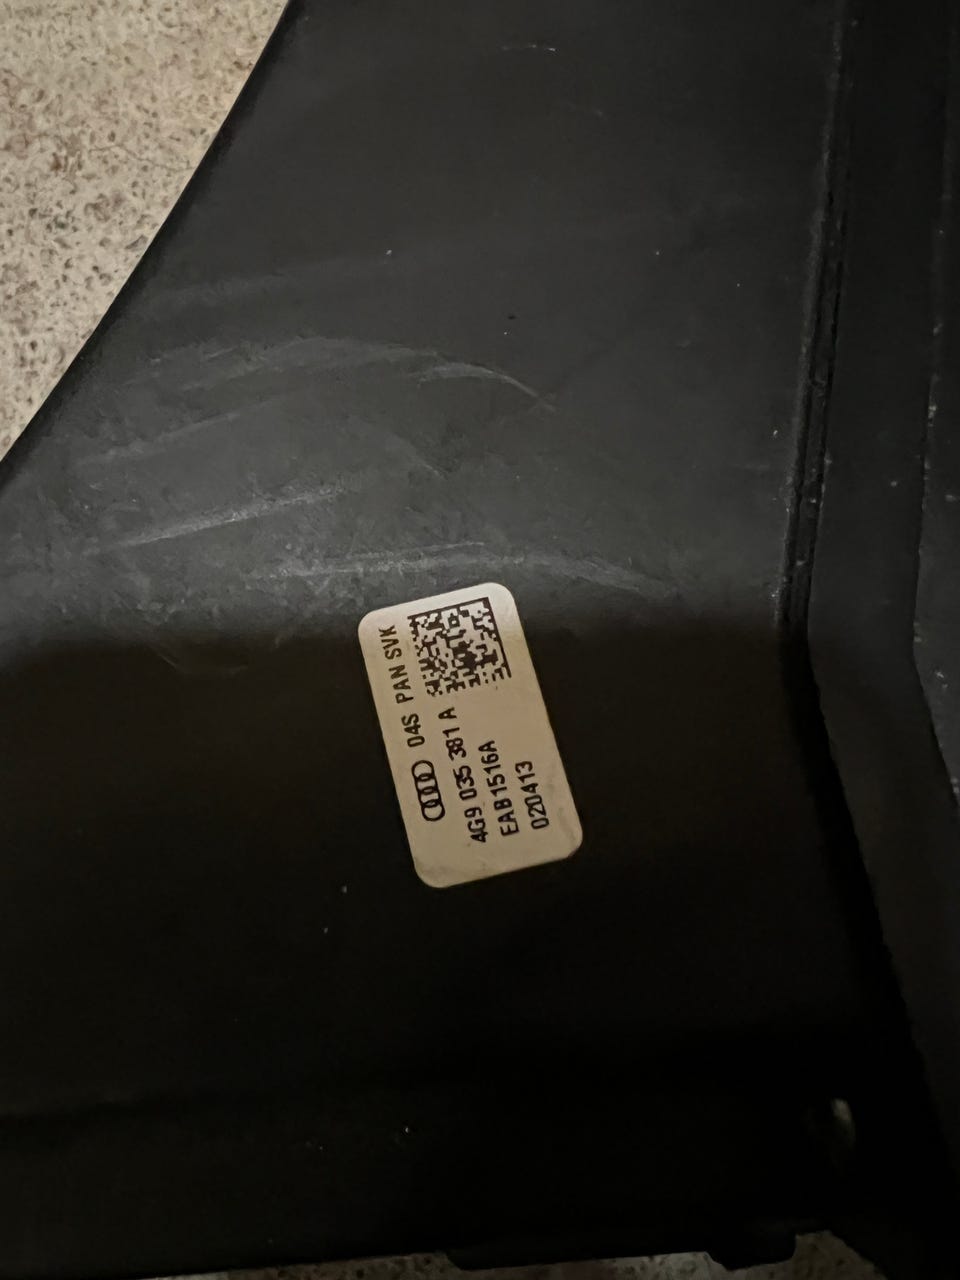 04S PAN SVK
4G9 035 381 A
EAB1516A
020413